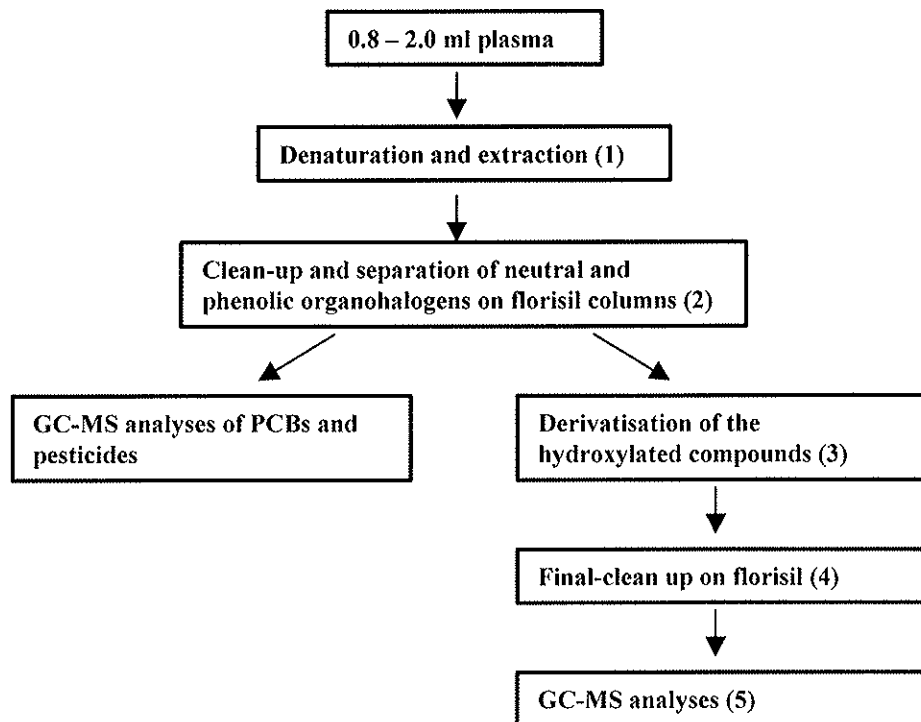 0.8 – 2.0 ml plasma
Denaturation and extraction (1)
Clean-up and separation of neutral and
phenolic organohalogens on florisil columns (2)
GC-MS analyses of PCBs and
pesticides
Derivatisation of the
hydroxylated compounds (3)
Final-clean up on florisil (4)
GC-MS analyses (5)